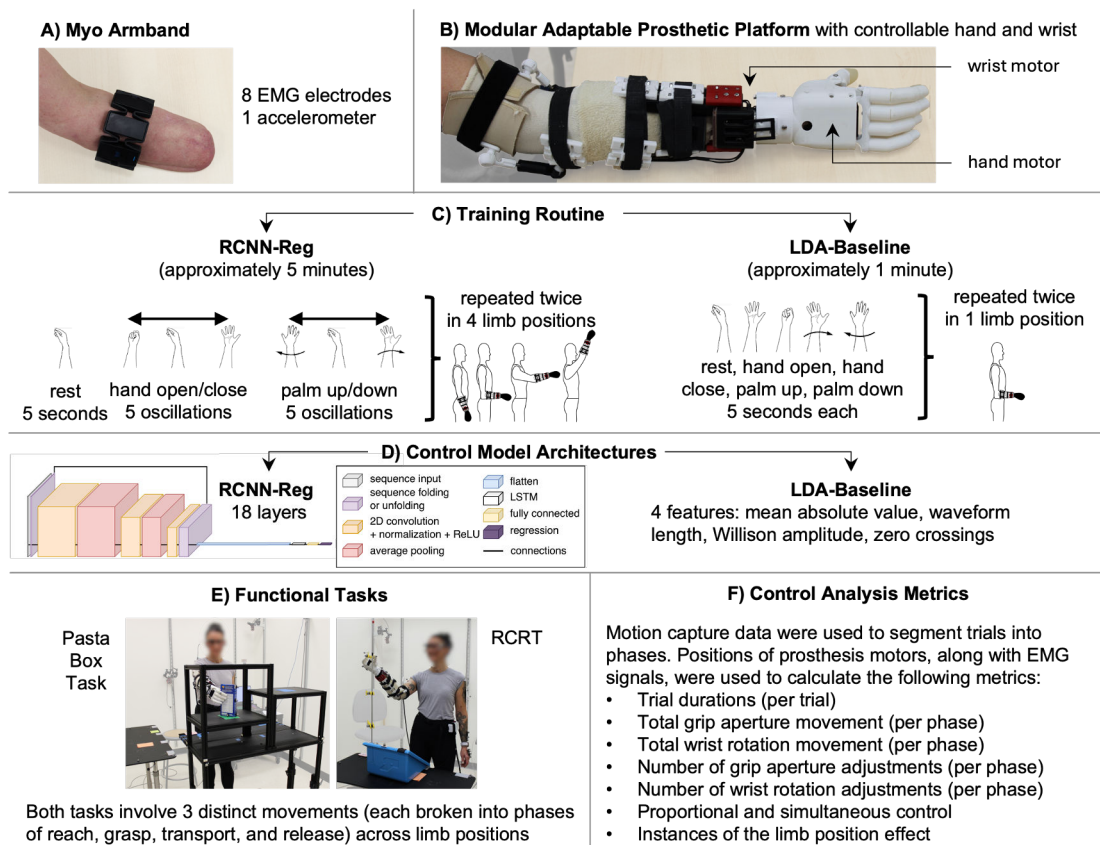 A) Myo Armband
8 EMG electrodes
1 accelerometer
B) Modular Adaptable Prosthetic Platform with controllable hand and wrist
wrist motor
hand motor
C) Training Routine
RCNN-Reg
(approximately 5 minutes)
rest
5 seconds
hand open/close
5 oscillations
palm up/down
5 oscillations
repeated twice
in 4 limb positions
LDA-Baseline
(approximately 1 minute)
rest, hand open, hand
close, palm up, palm down
5 seconds each
repeated twice
in 1 limb position
D) Control Model Architectures
RCNN-Reg
18 layers
sequence input
sequence folding
or unfolding
2D convolution
+ normalization + ReLU
average pooling
flatten
LSTM
fully connected
regression
connections
LDA-Baseline
4 features: mean absolute value, waveform
length, Willison amplitude, zero crossings
E) Functional Tasks
Pasta
Box
Task
RCRT
Both tasks involve 3 distinct movements (each broken into phases
of reach, grasp, transport, and release) across limb positions
F) Control Analysis Metrics
Motion capture data were used to segment trials into
phases. Positions of prosthesis motors, along with EMG
signals, were used to calculate the following metrics:
• Trial durations (per trial)
• Total grip aperture movement (per phase)
• Total wrist rotation movement (per phase)
• Number of grip aperture adjustments (per phase)
• Number of wrist rotation adjustments (per phase)
• Proportional and simultaneous control
• Instances of the limb position effect